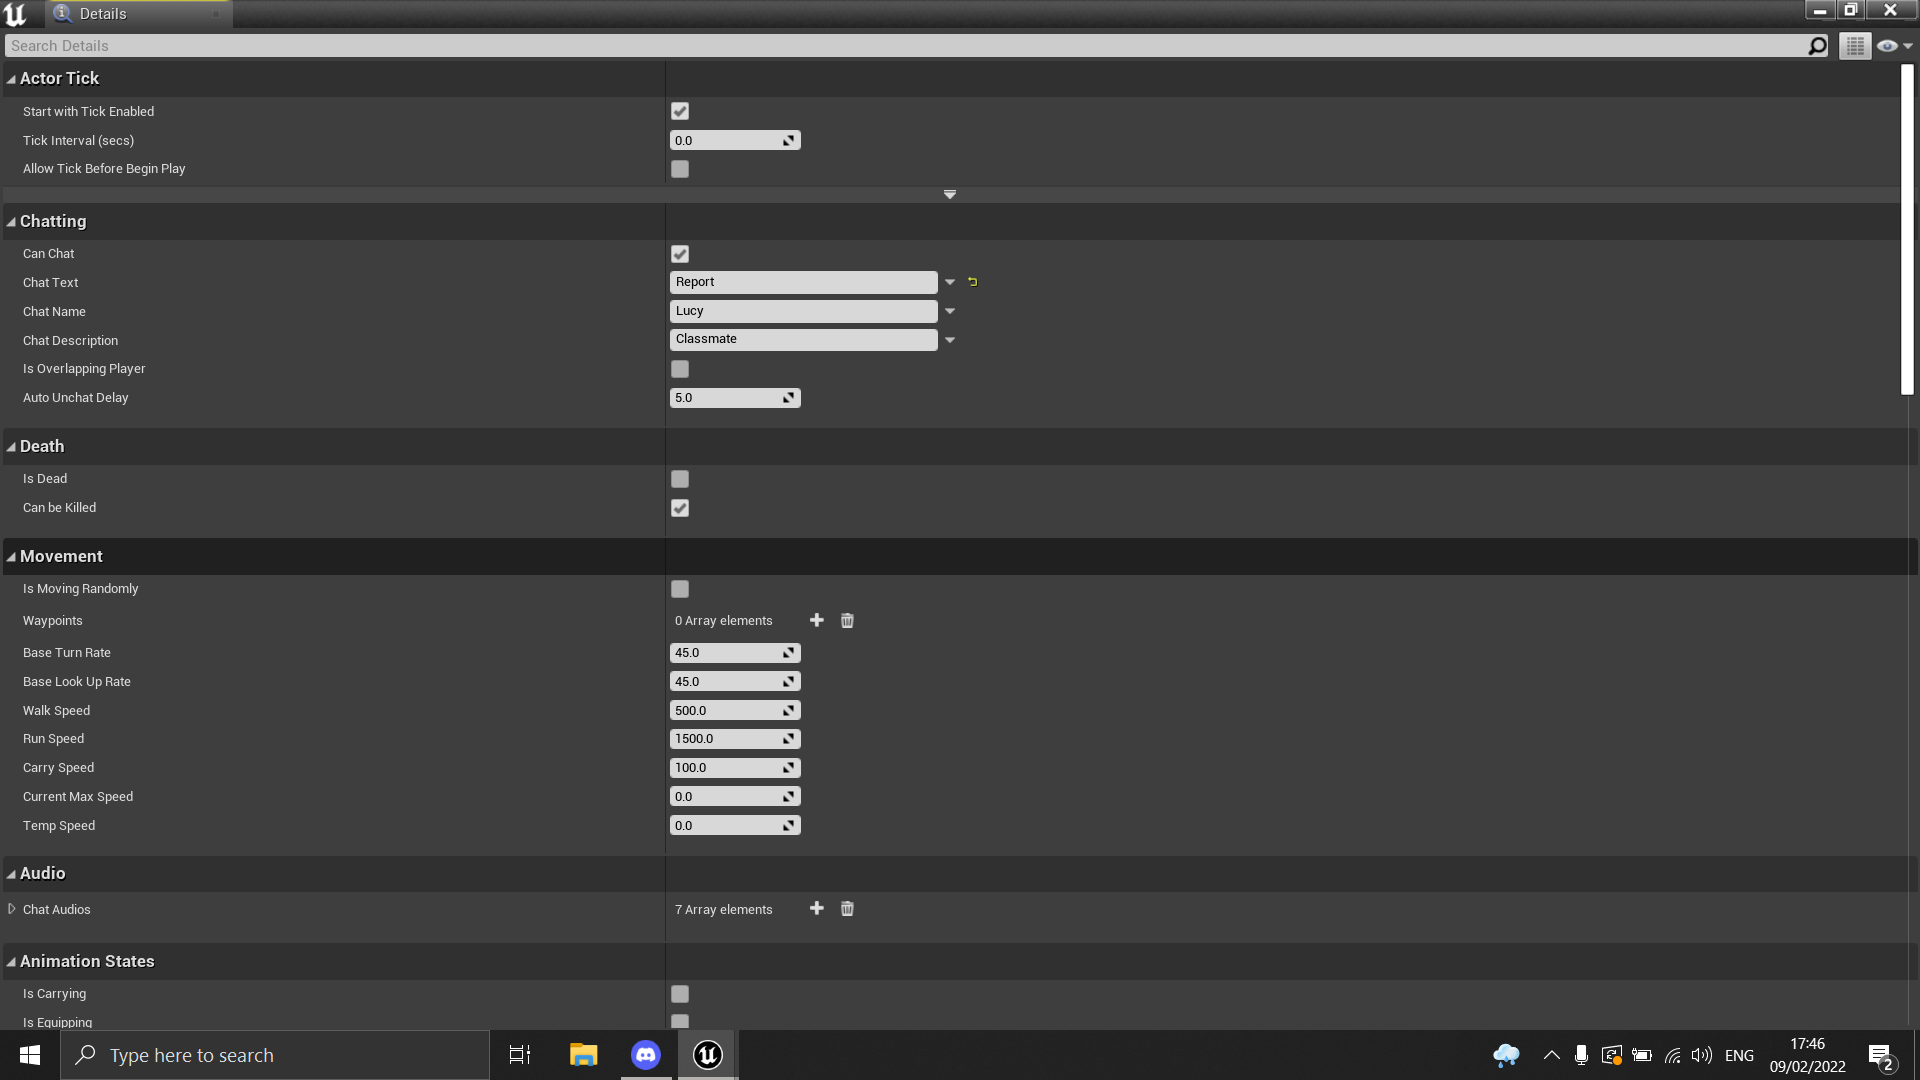 Details
Search Details
Actor Tick
Start with Tick Enabled
Tick Interval (secs) 0.0
Allow Tick Before Begin Play
Chatting
Can Chat
Chat Text Report
Chat Name Lucy
Chat Description Classmate
Is Overlapping Player
Auto Unchat Delay 5.0
Death
Is Dead
Can be Killed
Movement
Is Moving Randomly
Waypoints 0 Array elements
Base Turn Rate 45.0
Base Look Up Rate 45.0
Walk Speed 500.0
Run Speed 1500.0
Carry Speed 100.0
Current Max Speed 0.0
Temp Speed 0.0
Audio
Chat Audios 7 Array elements
Animation States
Is Carrying
Is Equipping
Type here to search
ENG
17:46
09/02/2022
2